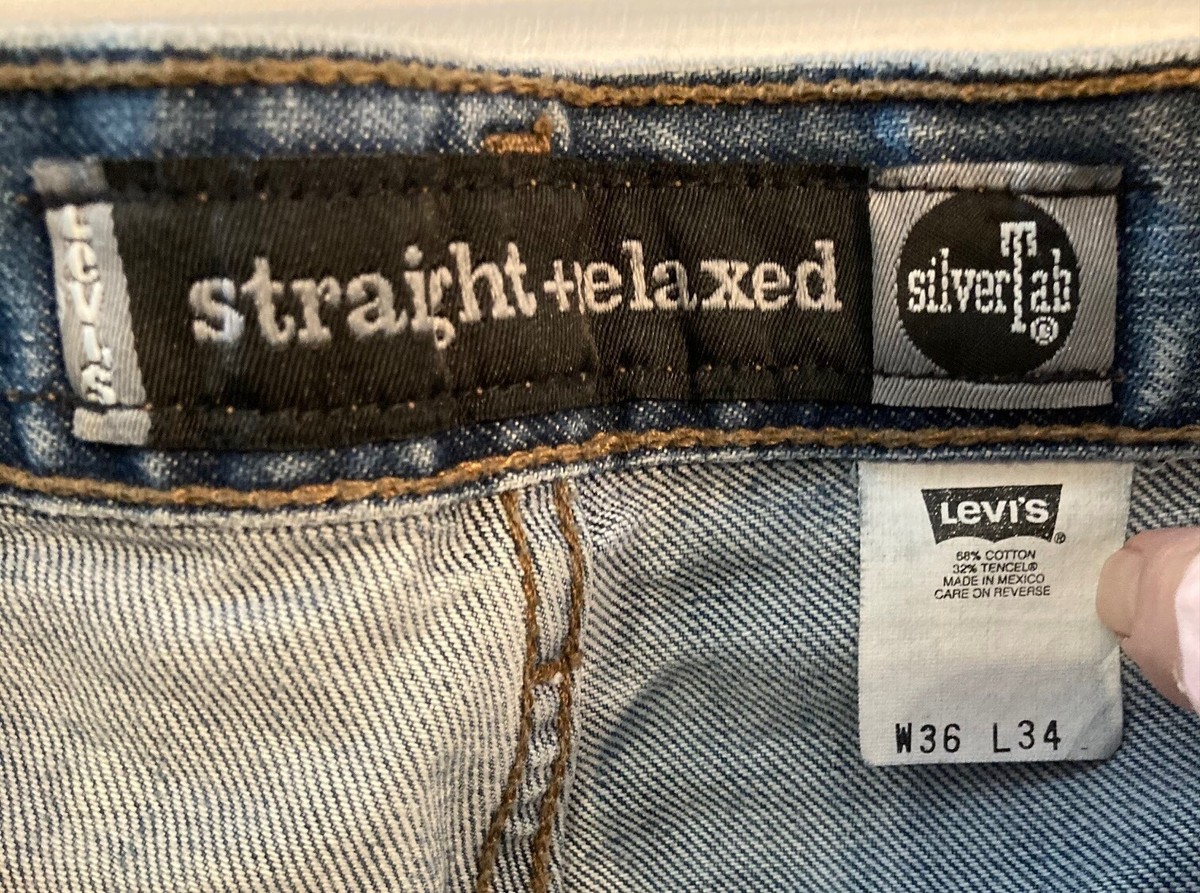 Levi's
straight+relaxed
silverTab®
Levi's®
68% COTTON
32% TENCEL®
MADE IN MEXICO
CARE ON REVERSE
W36 L34